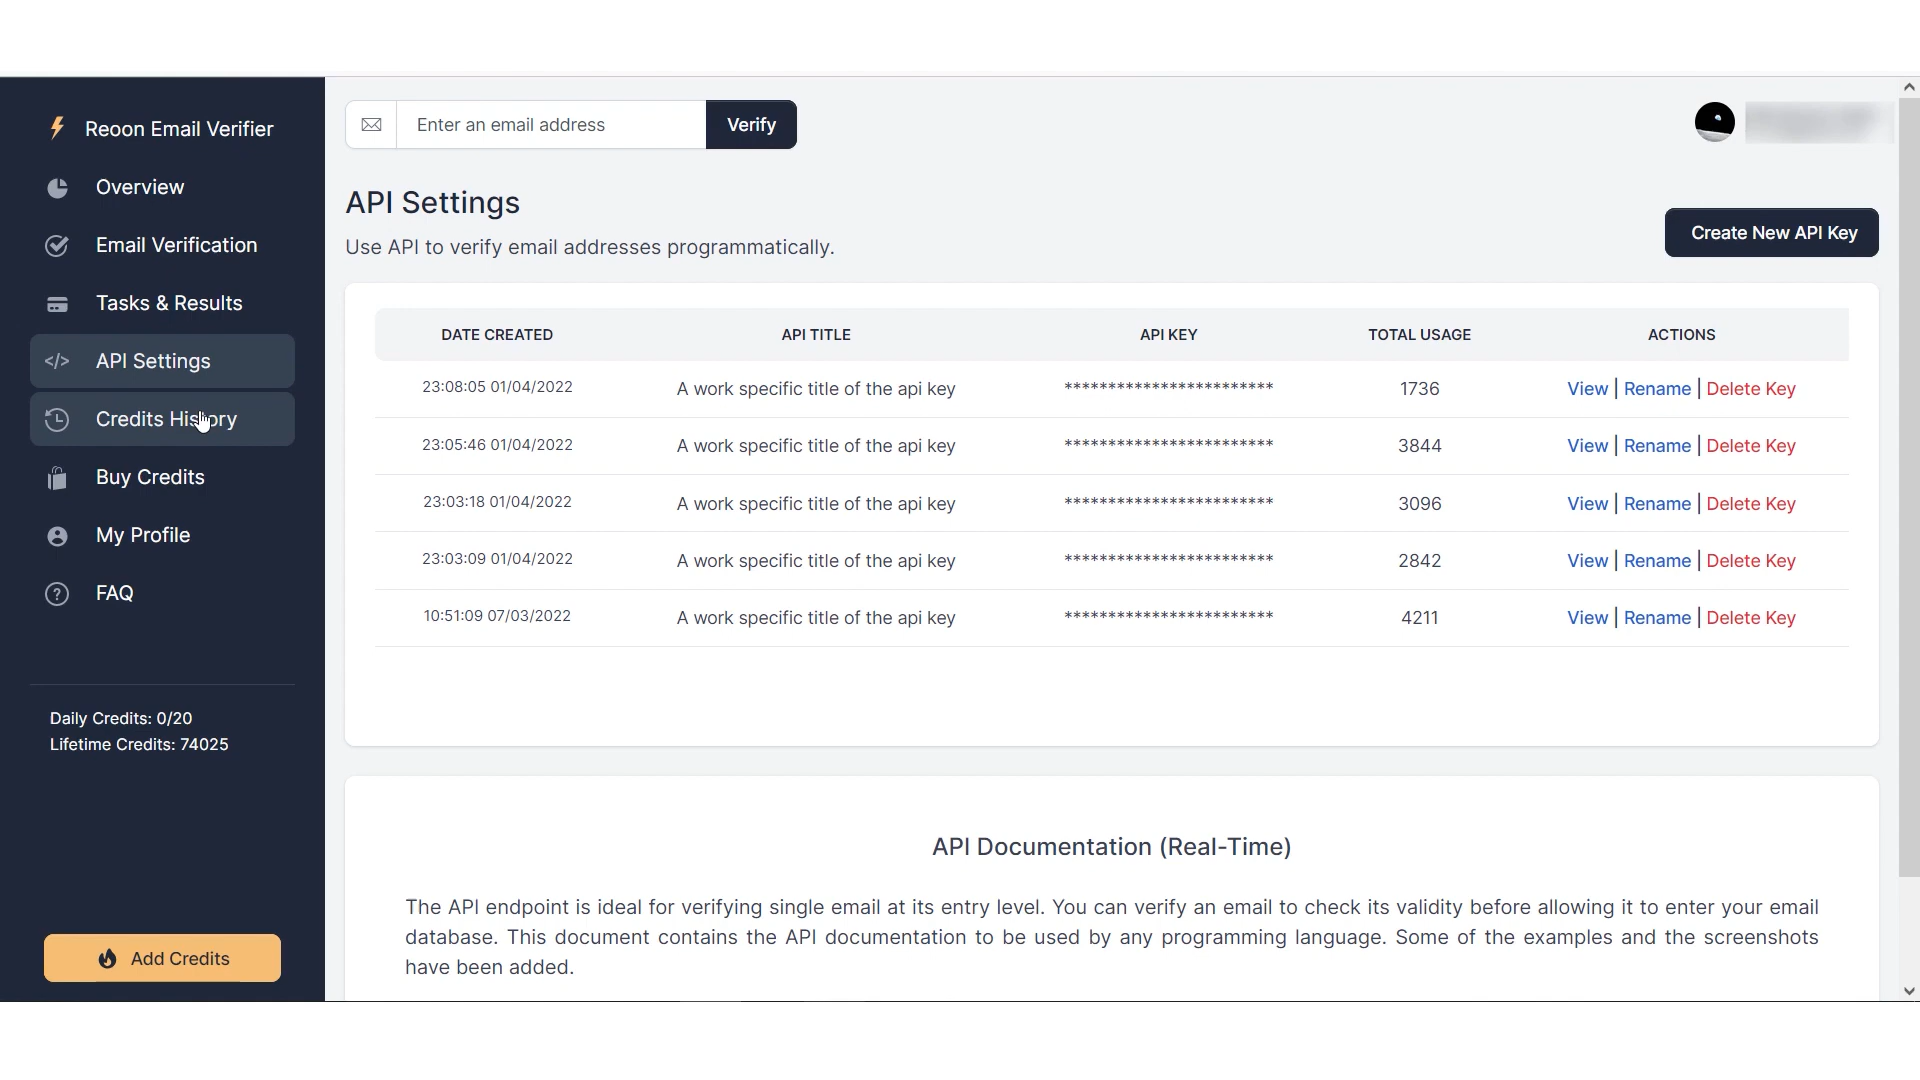 Reoon Email Verifier
Overview
Email Verification
Tasks & Results
API Settings
Credits History
Buy Credits
My Profile
FAQ
Daily Credits: 0/20
Lifetime Credits: 74025
Add Credits
Enter an email address
Verify
API Settings
Use API to verify email addresses programmatically.
Create New API Key
DATE CREATED API TITLE API KEY TOTAL USAGE ACTIONS
23:08:05 01/04/2022 A work specific title of the api key ************************ 1736 View | Rename | Delete Key
23:05:46 01/04/2022 A work specific title of the api key ************************ 3844 View | Rename | Delete Key
23:03:18 01/04/2022 A work specific title of the api key ************************ 3096 View | Rename | Delete Key
23:03:09 01/04/2022 A work specific title of the api key ************************ 2842 View | Rename | Delete Key
10:51:09 07/03/2022 A work specific title of the api key ************************ 4211 View | Rename | Delete Key
API Documentation (Real-Time)
The API endpoint is ideal for verifying single email at its entry level. You can verify an email to check its validity before allowing it to enter your email
database. This document contains the API documentation to be used by any programming language. Some of the examples and the screenshots
have been added.